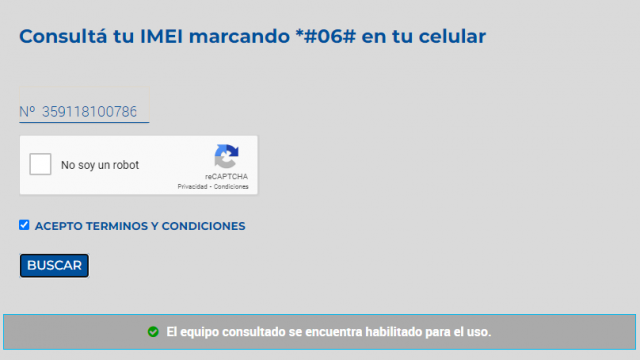 Consultá tu IMEI marcando *#06# en tu celular
Nº 359118100786
No soy un robot
reCAPTCHA
Privacidad - Condiciones
ACEPTO TERMINOS Y CONDICIONES
BUSCAR
El equipo consultado se encuentra habilitado para el uso.